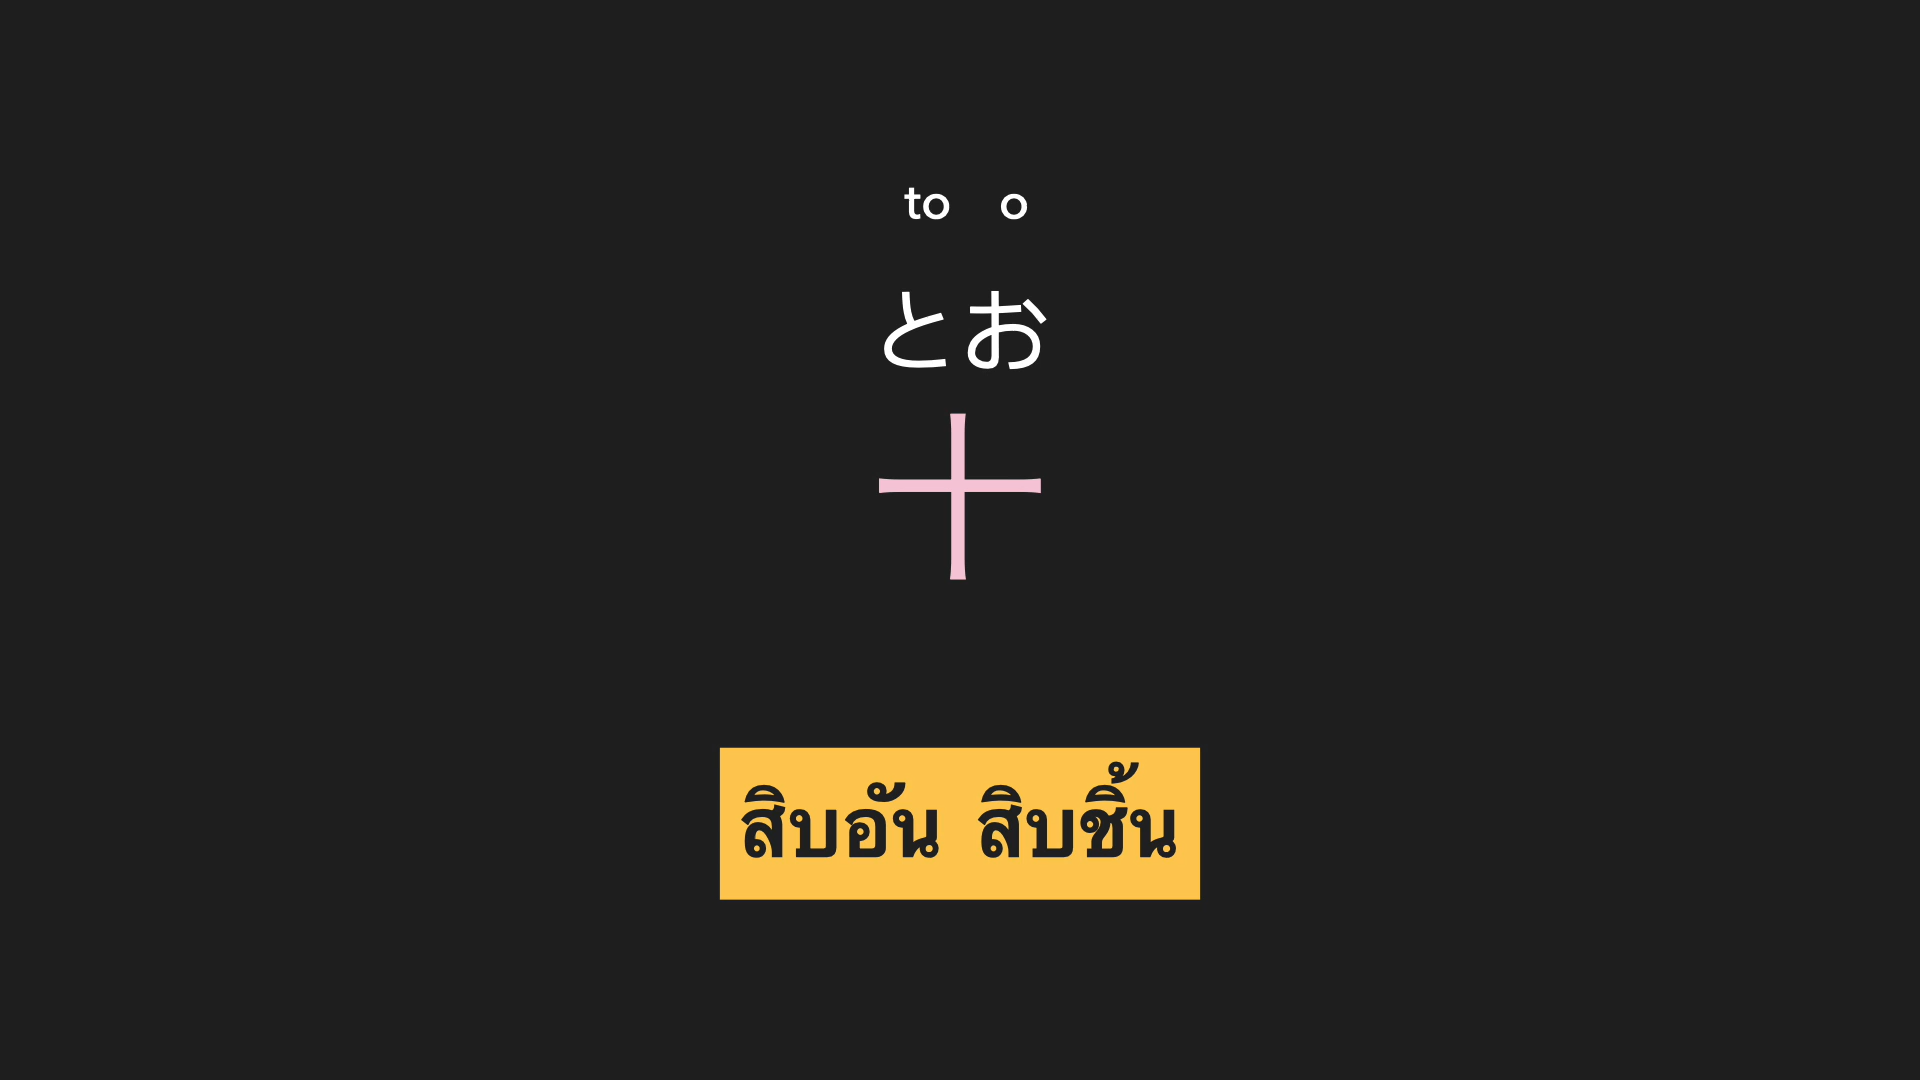 to o
とお
十
สิบอัน สิบชิ้น